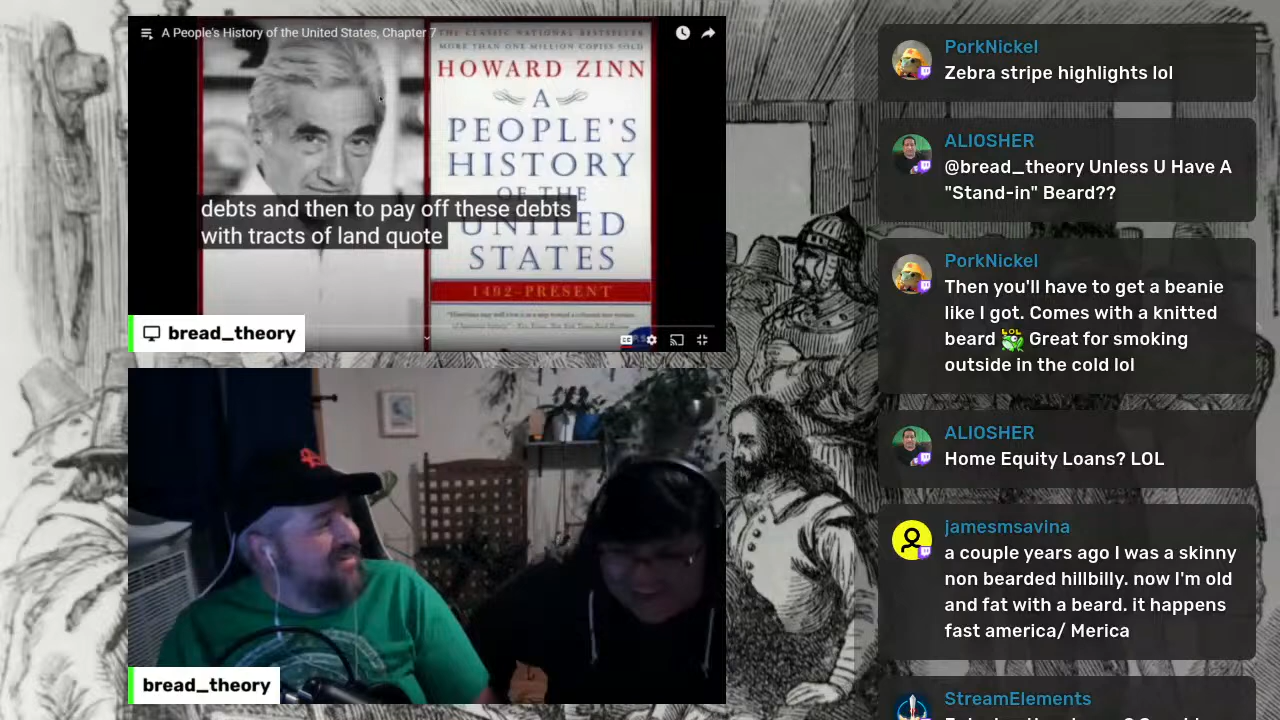 A People's History of the United States, Chapter 7
THE CLASSIC NATIONAL BESTSELLER
MORE THAN ONE MILLION COPIES SOLD
HOWARD ZINN
A
PEOPLE'S
HISTORY
OF THE
UNITED
STATES
1492–PRESENT
debts and then to pay off these debts
with tracts of land quote
bread_theory
bread_theory
PorkNickel
Zebra stripe highlights lol
ALIOSHER
@bread_theory Unless U Have A
"Stand-in" Beard??
PorkNickel
Then you'll have to get a beanie
like I got. Comes with a knitted
beard Great for smoking
outside in the cold lol
ALIOSHER
Home Equity Loans? LOL
jamesmsavina
a couple years ago I was a skinny
non bearded hillbilly. now I'm old
and fat with a beard. it happens
fast america/ Merica
StreamElements